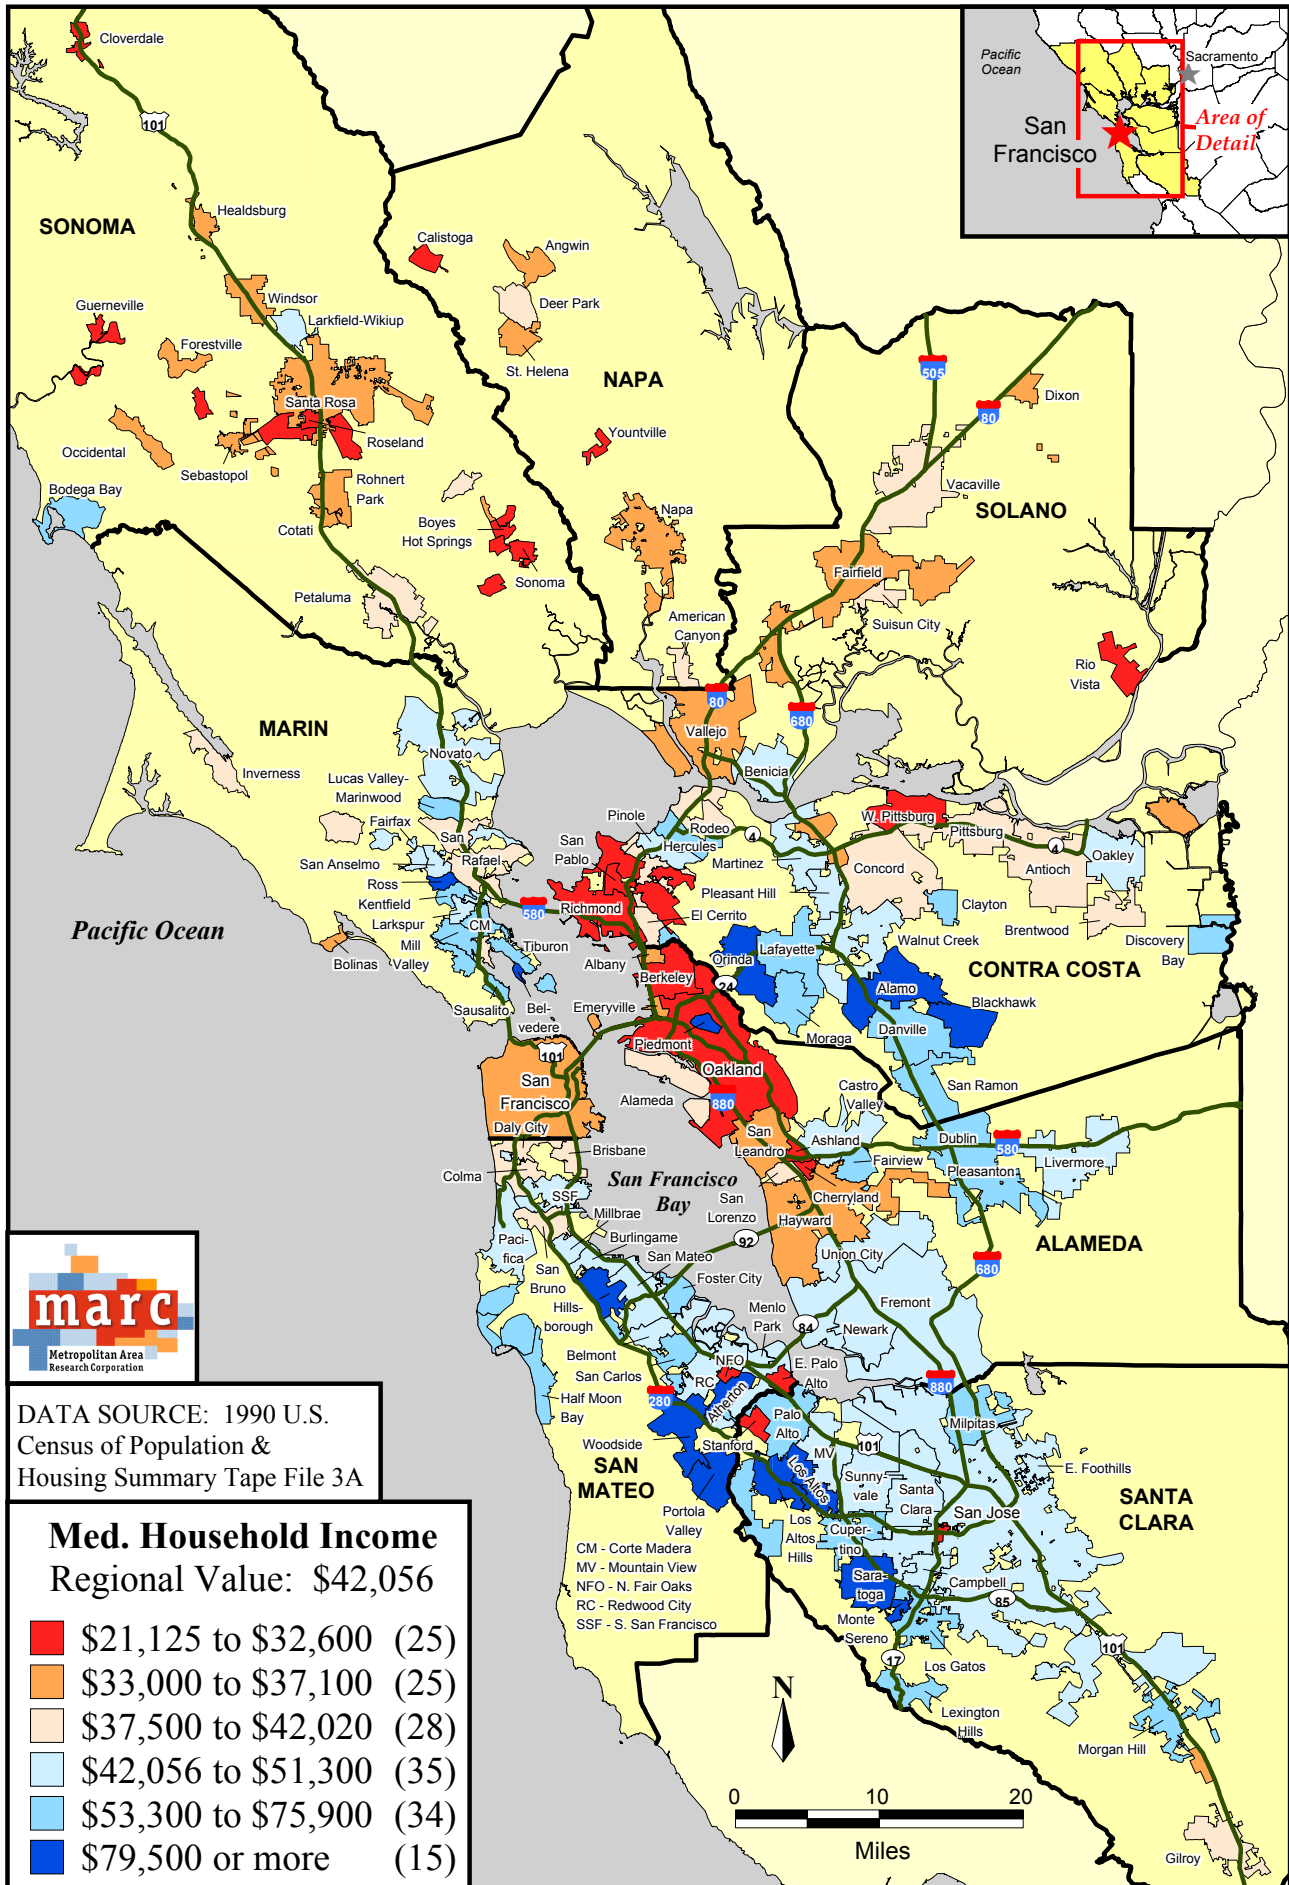 Cloverdale
101
SONOMA
Healdsburg
Guerneville
Windsor
Larkfield-Wikiup
Forestville
Santa Rosa
Roseland
Occidental
Sebastopol
Bodega Bay
Rohnert
Park
Cotati
Boyes
Hot Springs
Sonoma
Petaluma
Calistoga
Angwin
Deer Park
St. Helena
NAPA
Yountville
Napa
American
Canyon
Pacific
Ocean
Sacramento
San
Francisco
Area of
Detail
505
80
Dixon
Vacaville
SOLANO
Fairfield
Suisun City
Rio
Vista
80
680
Vallejo
Benicia
MARIN
Inverness
Novato
Lucas Valley-
Marinwood
Fairfax
San
Rafael
San Anselmo
Ross
Kentfield
Larkspur
CM
Mill
Valley
Tiburon
Bolinas
Sausalito
Bel-
vedere
580
Pacific Ocean
Pinole
Rodeo
Hercules
4
San
Pablo
Martinez
Richmond
Pleasant Hill
El Cerrito
Albany
Berkeley
Orinda
24
Lafayette
Emeryville
Piedmont
Oakland
Moraga
W. Pittsburg
Pittsburg
4
Antioch
Oakley
Concord
Clayton
Brentwood
Walnut Creek
Discovery
Bay
CONTRA COSTA
Alamo
Blackhawk
Danville
San Ramon
101
San
Francisco
Daly City
Alameda
880
San
Leandro
Castro
Valley
Ashland
Fairview
Dublin
580
Pleasanton
Livermore
Brisbane
Colma
San Francisco
Bay
SSF
Millbrae
San
Lorenzo
Cherryland
Hayward
92
Union City
ALAMEDA
680
Paci-
fica
Burlingame
San
Bruno
San Mateo
Foster City
Hills-
borough
Menlo
Park
84
Fremont
Newark
Belmont
San Carlos
NFO
RC
E. Palo
Alto
880
280
Atherton
Half Moon
Bay
Palo
Alto
Milpitas
Woodside
Stanford
MV
101
SAN
MATEO
Los Altos
Sunny-
vale
Santa
Clara
E. Foothills
San Jose
SANTA
CLARA
Portola
Valley
Los
Altos
Hills
Cuper-
tino
Sara-
toga
Campbell
85
Monte
Sereno
17
Los Gatos
101
Lexington
Hills
Morgan Hill
Gilroy
CM - Corte Madera
MV - Mountain View
NFO - N. Fair Oaks
RC - Redwood City
SSF - S. San Francisco
N
0 10 20
Miles
marc
Metropolitan Area
Research Corporation
DATA SOURCE: 1990 U.S.
Census of Population &
Housing Summary Tape File 3A
Med. Household Income
Regional Value: $42,056
$21,125 to $32,600 (25)
$33,000 to $37,100 (25)
$37,500 to $42,020 (28)
$42,056 to $51,300 (35)
$53,300 to $75,900 (34)
$79,500 or more (15)